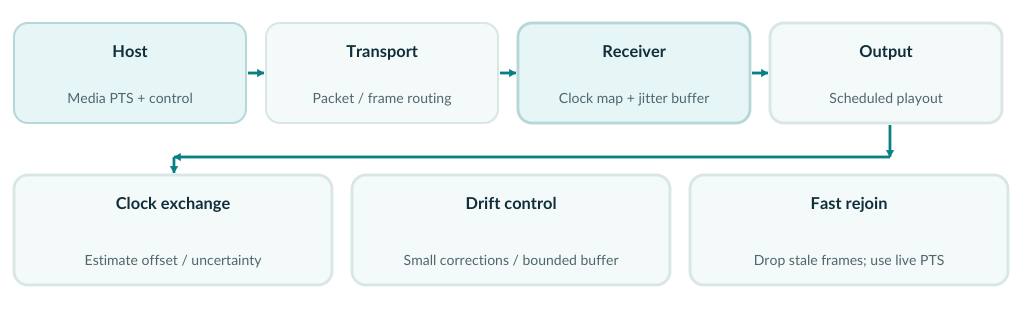 Host
Media PTS + control
Transport
Packet / frame routing
Receiver
Clock map + jitter buffer
Output
Scheduled playout
Clock exchange
Estimate offset / uncertainty
Drift control
Small corrections / bounded buffer
Fast rejoin
Drop stale frames; use live PTS